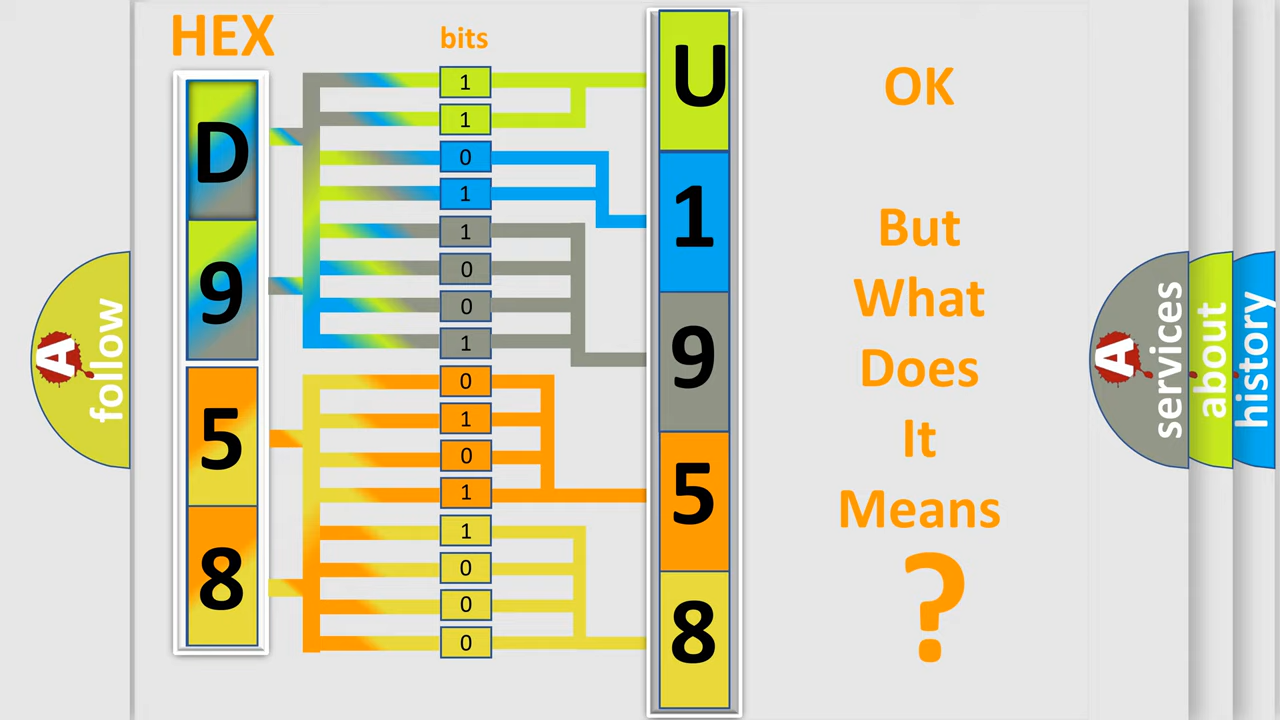 HEX
bits
D
9
5
8
1
1
0
1
1
0
0
1
0
1
0
1
1
0
0
0
U
1
9
5
8
OK
But
What
Does
It
Means
?
A
follow
A
services
about
history